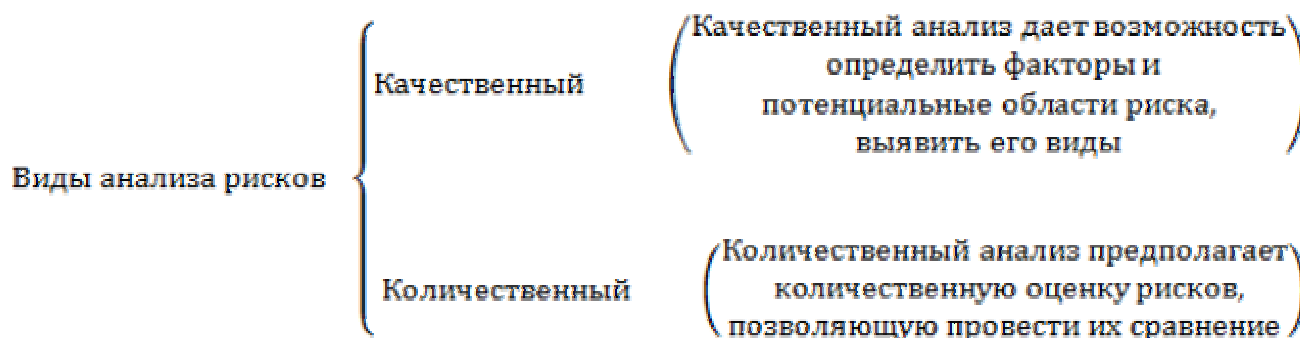 Качественный анализ дает возможность
определить факторы и
Качественный
потенциальные области риска,
выявить его виды
Виды анализа рисков
Количественный анализ предполагает
Количественный
количественную оценку рисков,
позволяющую провести их сравнение